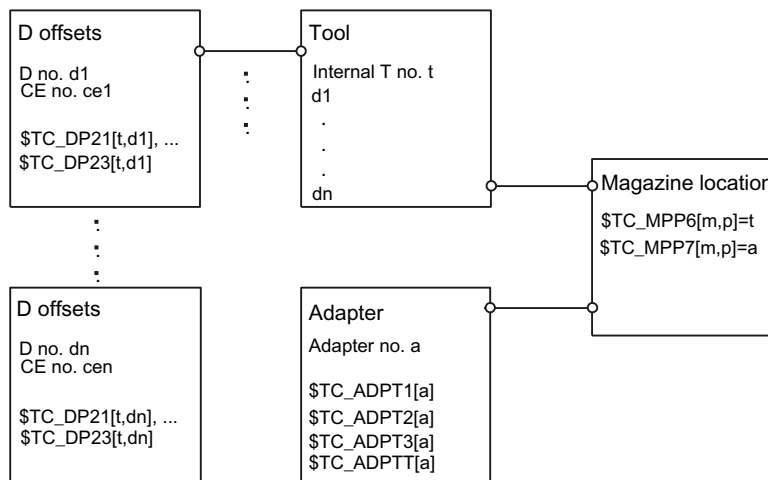 D offsets
D no. d1
CE no. ce1
$TC_DP21[t,d1], ...
$TC_DP23[t,d1]
Tool
Internal T no. t
d1
.
.
.
dn
Magazine location
$TC_MPP6[m,p]=t
$TC_MPP7[m,p]=a
D offsets
D no. dn
CE no. cen
$TC_DP21[t,dn], ...
$TC_DP23[t,dn]
Adapter
Adapter no. a
$TC_ADPT1[a]
$TC_ADPT2[a]
$TC_ADPT3[a]
$TC_ADPTT[a]